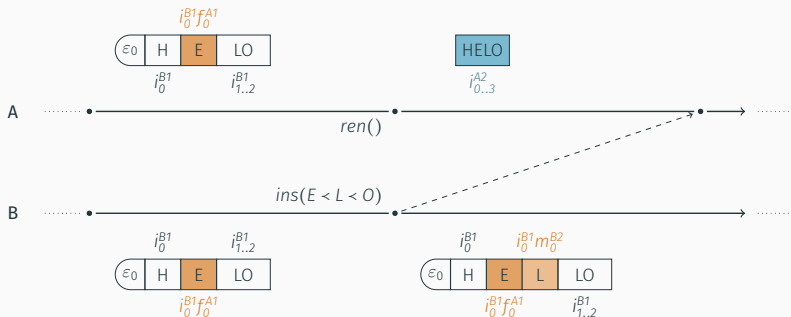 i₀ᴮ¹f₀ᴬ¹
ε₀ H E LO HELO
i₀ᴮ¹ i₁..₂ᴮ¹ i₀..₃ᴬ²
A
ren()
ins(E ≺ L ≺ O)
B
i₀ᴮ¹ i₁..₂ᴮ¹ i₀ᴮ¹ i₀ᴮ¹m₀ᴮ²
ε₀ H E LO ε₀ H E L LO
i₀ᴮ¹f₀ᴬ¹ i₀ᴮ¹f₀ᴬ¹ i₁..₂ᴮ¹